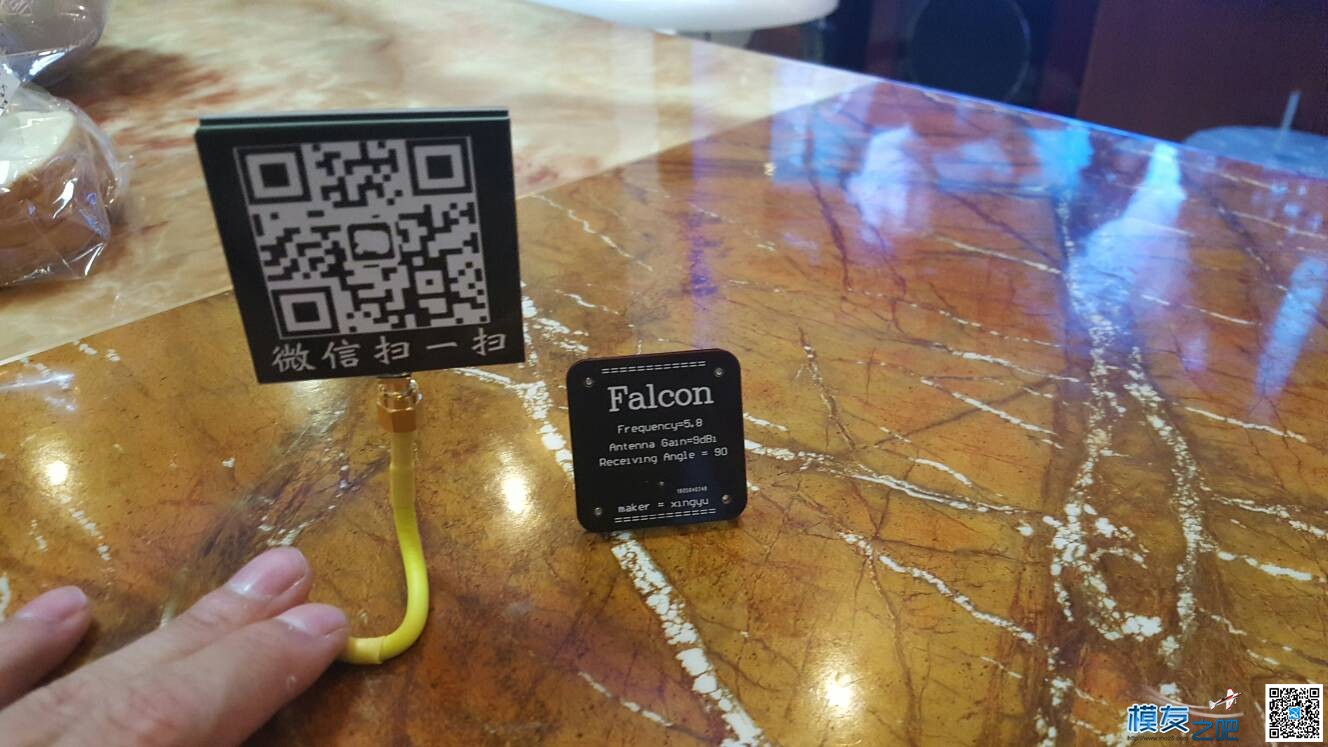 微信扫一扫
============
Falcon
Frequency=5.8
Antenna Gain=9dBi
Receiving Angle = 90
maker = xingyu
============
模友之吧